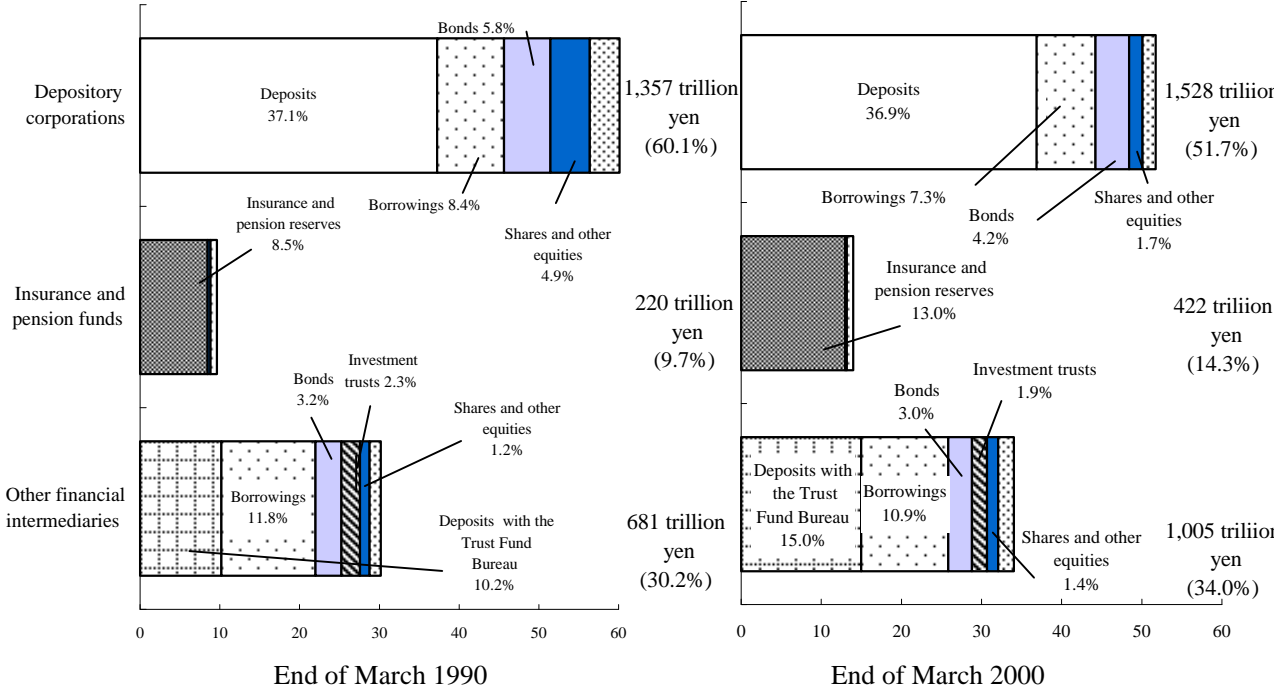 Bonds 5.8%
Depository
corporations
Deposits
37.1%
1,357 trillion
yen
(60.1%)
Borrowings 8.4%
Shares and other
equities
4.9%
Insurance and
pension reserves
8.5%
Insurance and
pension funds
220 trillion
yen
(9.7%)
Bonds
3.2%
Investment
trusts 2.3%
Shares and other
equities
1.2%
Other financial
intermediaries
Borrowings
11.8%
Deposits with the
Trust Fund
Bureau
10.2%
681 trillion
yen
(30.2%)
0 10 20 30 40 50 60
End of March 1990
Deposits
36.9%
1,528 triliion
yen
(51.7%)
Borrowings 7.3%
Bonds
4.2%
Shares and other
equities
1.7%
Insurance and
pension reserves
13.0%
422 triliion
yen
(14.3%)
Bonds
3.0%
Investment trusts
1.9%
Deposits with
the Trust
Fund Bureau
15.0%
Borrowings
10.9%
Shares and other
equities
1.4%
1,005 triliion
yen
(34.0%)
0 10 20 30 40 50 60
End of March 2000